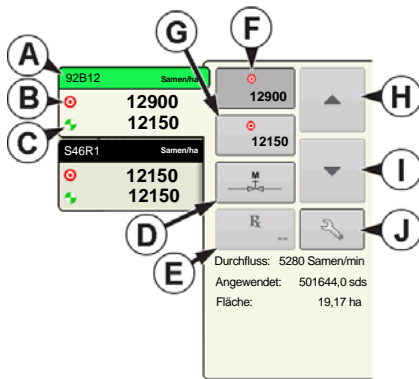 A
G
F
92B12 Samen/ha
B 12900
C 12150
12900
H
12150
S46R1 Samen/ha
12150
12150
M
I
D
Rx
--
E
J
Durchfluss: 5280 Samen/min
Angewendet: 501644,0 sds
Fläche: 19,17 ha